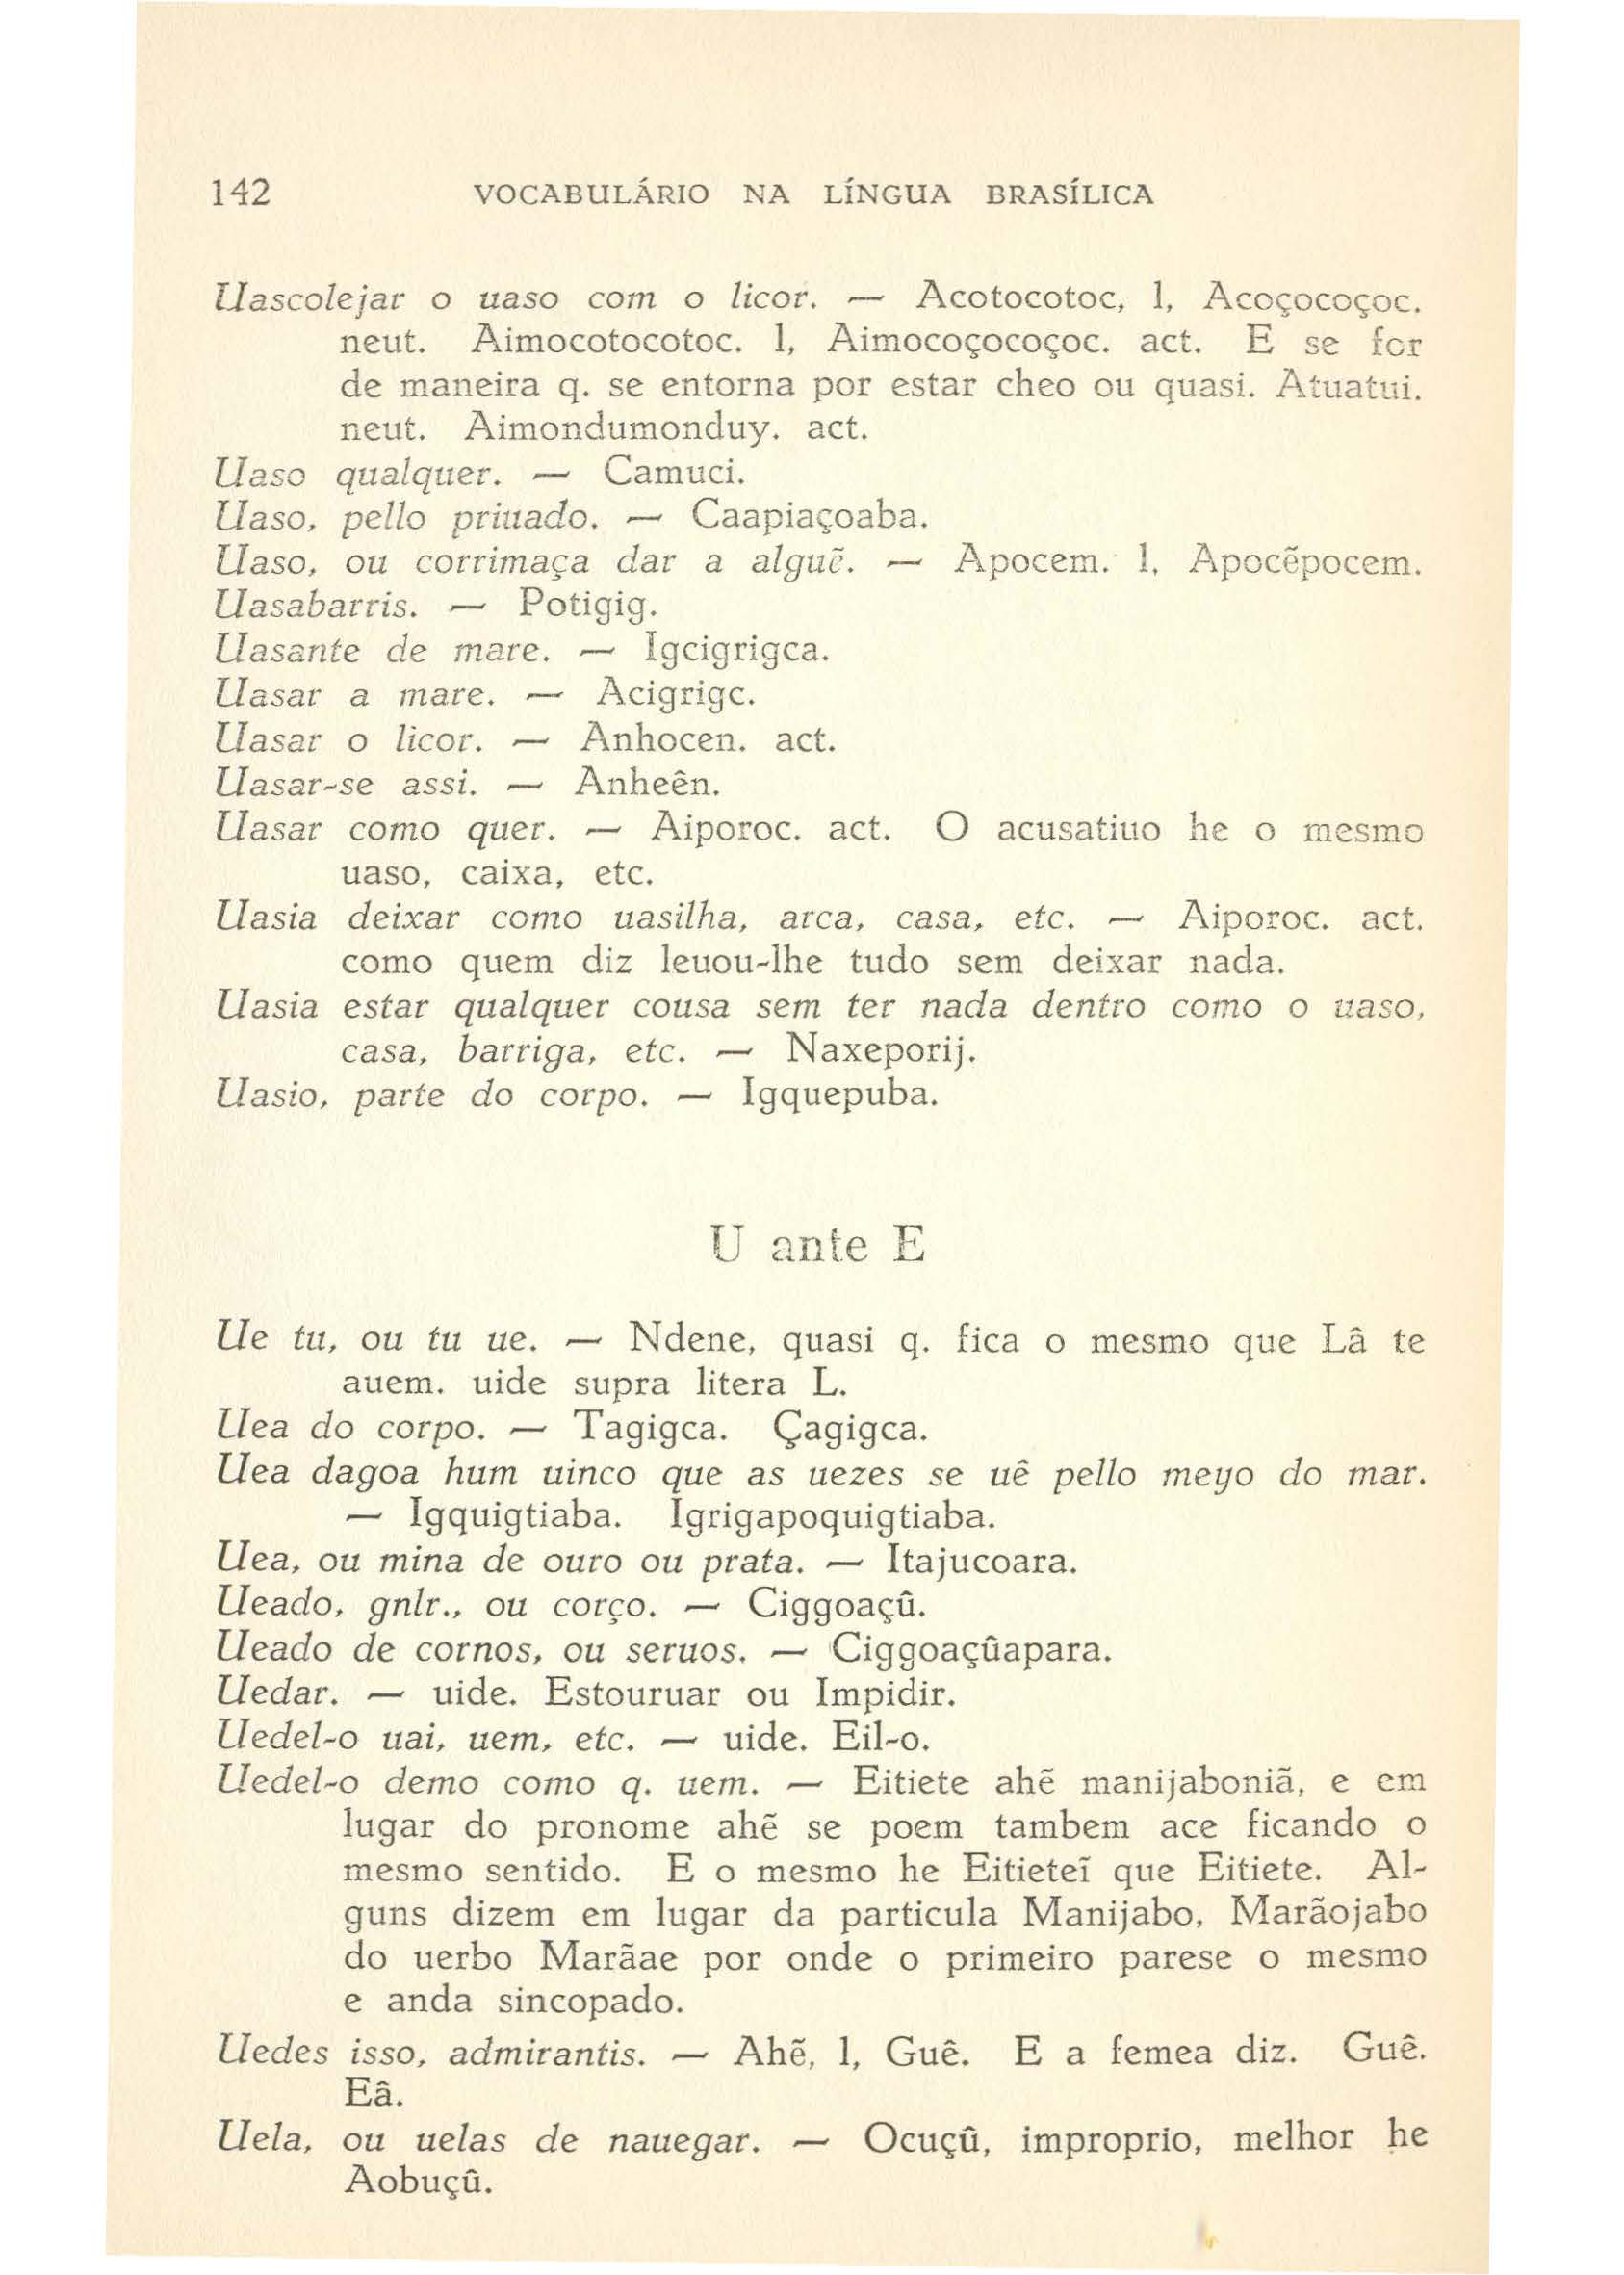 142 VOCABULÁRIO NA LÍNGUA BRASÍLICA
Uascolejar o uaso com o licor. — Acotocotoc, l, Acoçocoçoc.
neut. Aimocotocotoc. l, Aimocoçocoçoc. act. E se for
de maneira q. se entorna por estar cheo ou quasi. Atuatui.
neut. Aimondumonduy. act.
Uaso qualquer. — Camuci.
Uaso, pello priuado. — Caapiaçoaba.
Uaso, ou corrimaça dar a alguẽ. — Apocem. l, Apocẽpocem.
Uasabarris. — Potigig.
Uasante de mare. — Igcigrigca.
Uasar a mare. — Acigrigc.
Uasar o licor. — Anhocen. act.
Uasar-se assi. — Anheên.
Uasar como quer. — Aiporoc. act. O acusatiuo he o mesmo
uaso, caixa, etc.
Uasia deixar como uasilha, arca, casa, etc. — Aiporoc. act.
como quem diz leuou-lhe tudo sem deixar nada.
Uasia estar qualquer cousa sem ter nada dentro como o uaso,
casa, barriga, etc. — Naxeporij.
Uasio, parte do corpo. — Igquepuba.
U ante E
Ue tu, ou tu ue. — Ndene, quasi q. fica o mesmo que Lâ te
auem. uide supra litera L.
Uea do corpo. — Tagigca. Çagigca.
Uea dagoa hum uinco que as uezes se uê pello meyo do mar.
— Igquigtiaba. Igrigapoquigtiaba.
Uea, ou mina de ouro ou prata. — Itajucoara.
Ueado, gnlr., ou corço. — Ciggoaçû.
Ueado de cornos, ou seruos. — Ciggoaçûapara.
Uedar. — uide. Estouruar ou Impidir.
Uedel-o uai, uem, etc. — uide. Eil-o.
Uedel-o demo como q. uem. — Eitiete ahẽ manijaboniã, e em
lugar do pronome ahẽ se poem tambem ace ficando o
mesmo sentido. E o mesmo he Eitieteĩ que Eitiete. Al-
guns dizem em lugar da particula Manijabo, Marãojabo
do uerbo Marãae por onde o primeiro parese o mesmo
e anda sincopado.
Uedes isso, admirantis. — Ahẽ, l, Guê. E a femea diz. Guê.
Eâ.
Uela, ou uelas de nauegar. — Ocuçû, improprio, melhor he
Aobuçû.